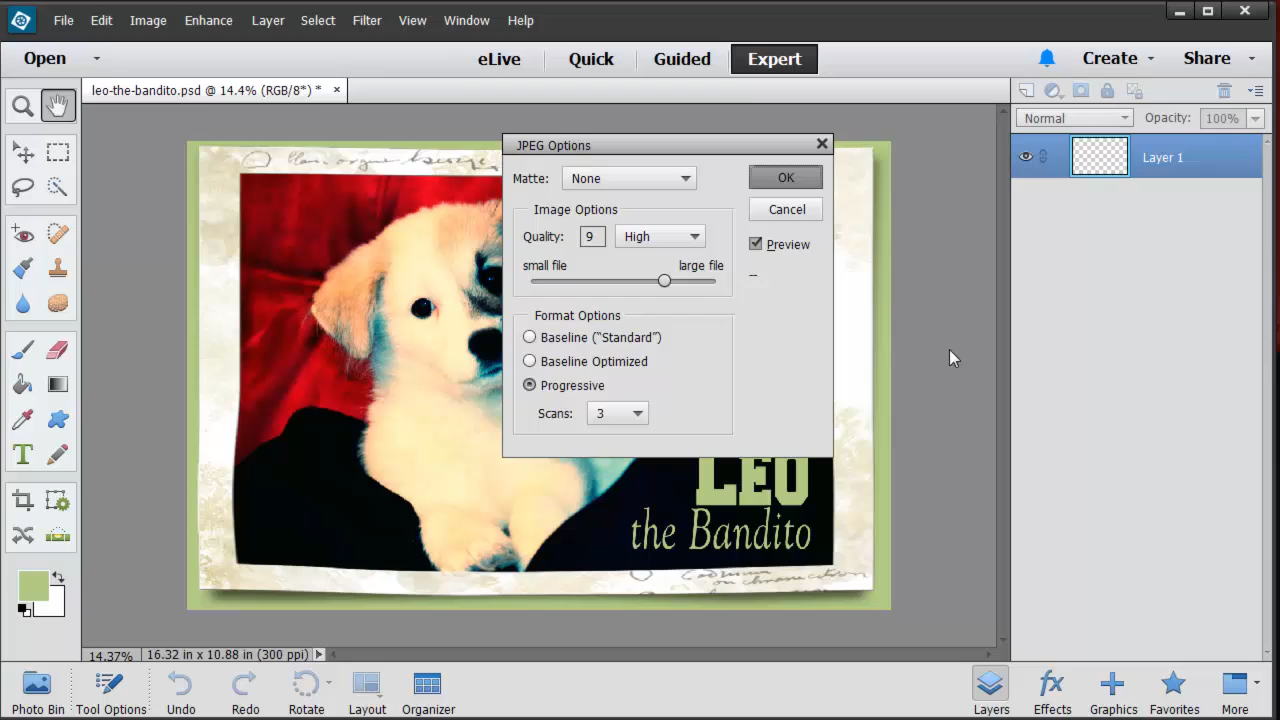 File Edit Image Enhance Layer Select Filter View Window Help
Open eLive Quick Guided Expert Create Share
leo-the-bandito.psd @ 14.4% (RGB/8*) * ×
Normal Opacity: 100%
Layer 1
JPEG Options
Matte: None OK
Image Options Cancel
Quality: 9 High Preview
small file large file --
Format Options
Baseline (“Standard”)
Baseline Optimized
Progressive
Scans: 3
LEO
the Bandito
14.37% 16.32 in x 10.88 in (300 ppi)
Photo Bin Tool Options Undo Redo Rotate Layout Organizer Layers Effects Graphics Favorites More